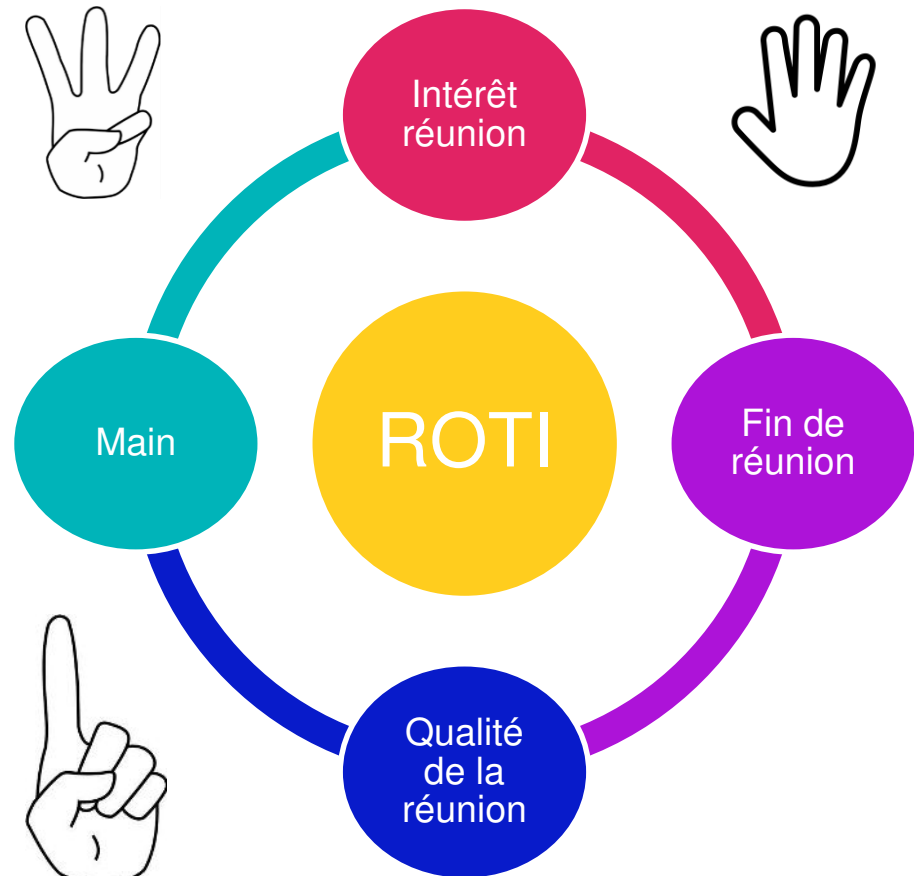 Intérêt
réunion
Main
ROTI
Fin de
réunion
Qualité
de la
réunion